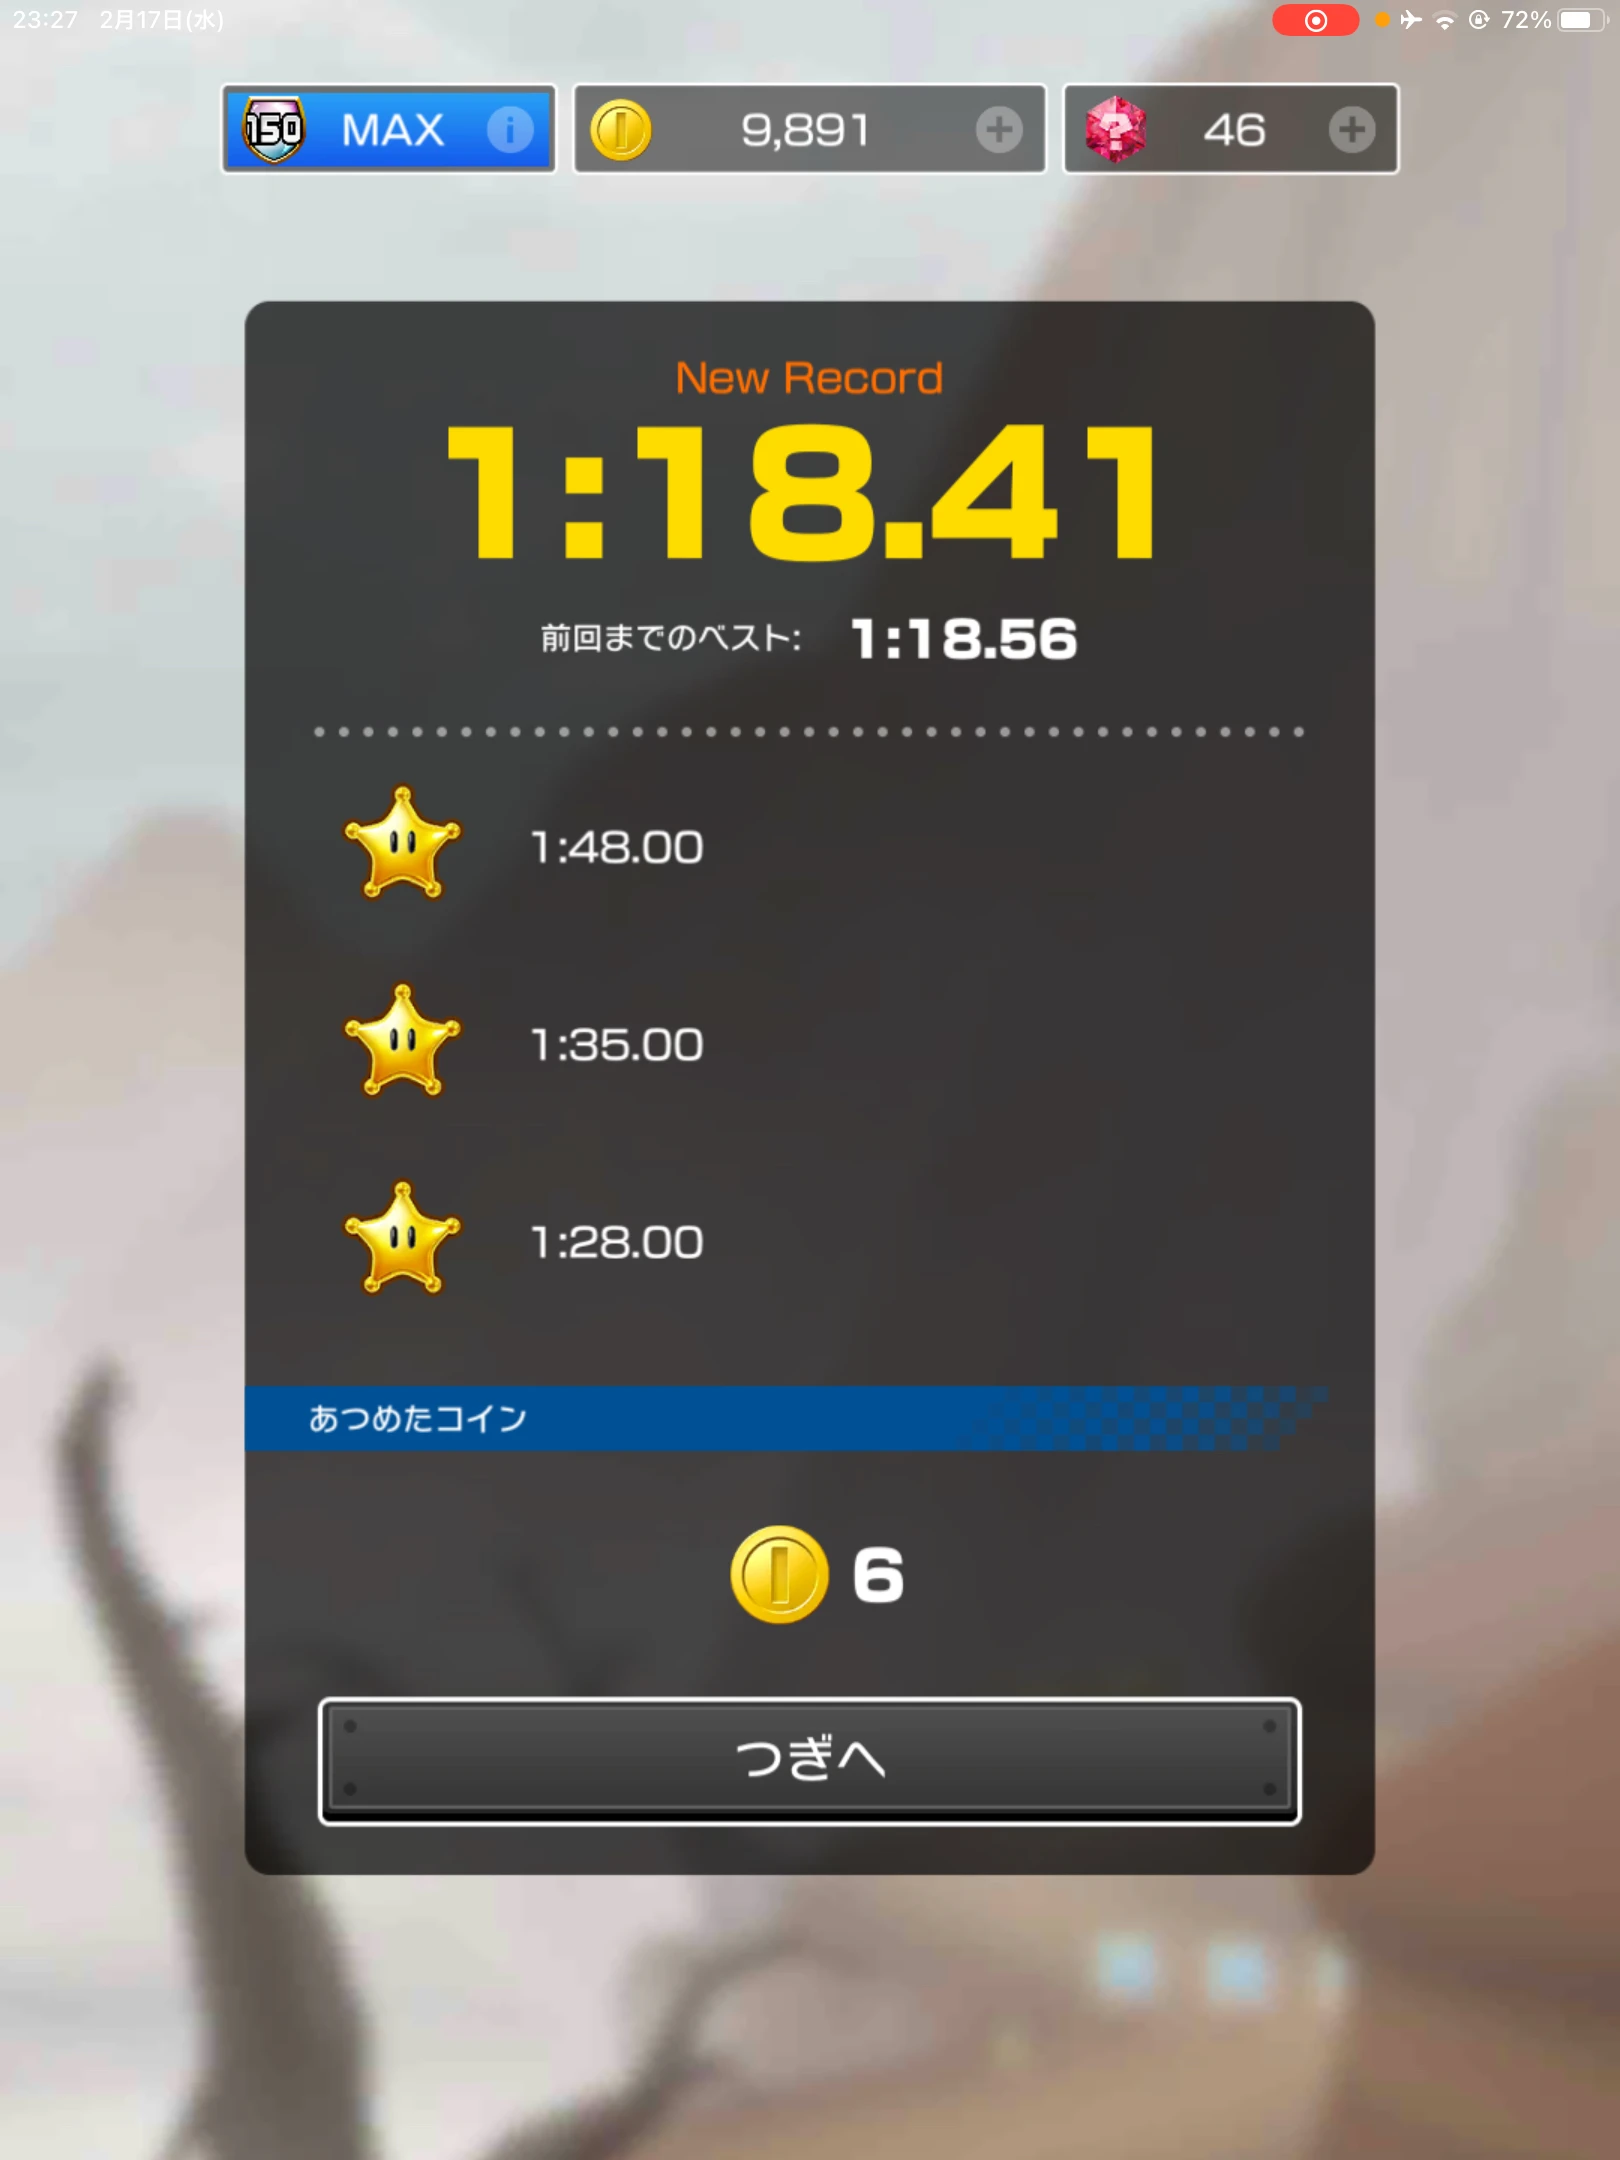 23:27 2月17日(水) 72%
150 MAX i 9,891 + ? 46 +
New Record
1:18.41
前回までのベスト: 1:18.56
1:48.00
1:35.00
1:28.00
あつめたコイン
6
つぎへ